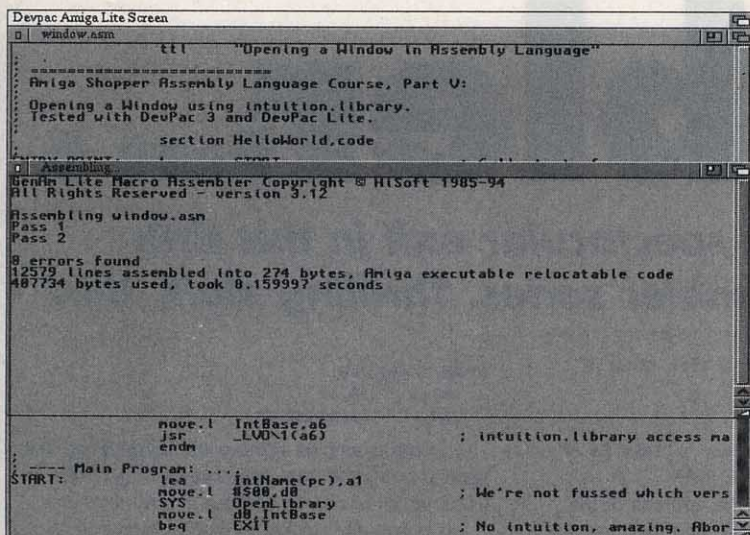 Devpac Amiga Lite Screen
window.asm
ttl "Opening a Window in Assembly Language"
; =========================
; Amiga Shopper Assembly Language Course, Part V:
;
; Opening a Window using intuition.library.
; Tested with DevPac 3 and DevPac Lite.
section HelloWorld,code
Assembling...
GenAm Lite Macro Assembler Copyright © HiSoft 1985-94
All Rights Reserved - version 3.12
Assembling window.asm
Pass 1
Pass 2
0 errors found
12579 lines assembled into 274 bytes, Amiga executable relocatable code
407734 bytes used, took 8.159997 seconds
move.l IntBase,a6
jsr _LVO\1(a6) ; intuition.library access ma
endm
;
; ---- Main Program: ....
START: lea IntName(pc),a1
move.l #$00,d0 ; We're not fussed which vers
SYS OpenLibrary
move.l d0,IntBase
beq EXIT ; No intuition, amazing. Abor